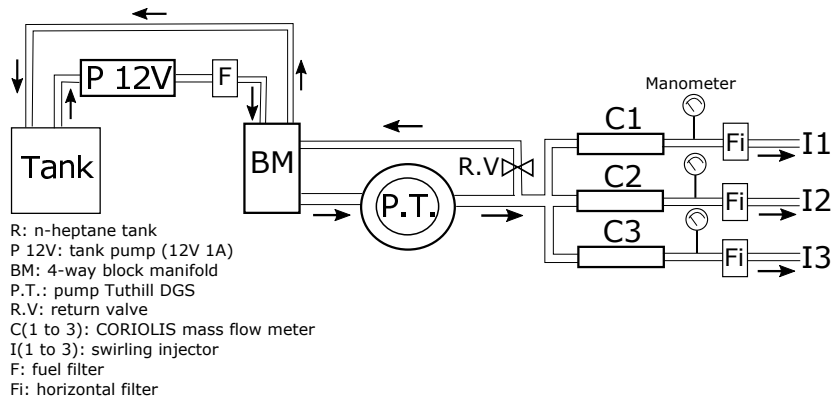 P 12V
F
Manometer
C1
Fi
I1
Tank
BM
R.V
P.T.
C2
Fi
I2
C3
Fi
I3
R: n-heptane tank
P 12V: tank pump (12V 1A)
BM: 4-way block manifold
P.T.: pump Tuthill DGS
R.V: return valve
C(1 to 3): CORIOLIS mass flow meter
I(1 to 3): swirling injector
F: fuel filter
Fi: horizontal filter